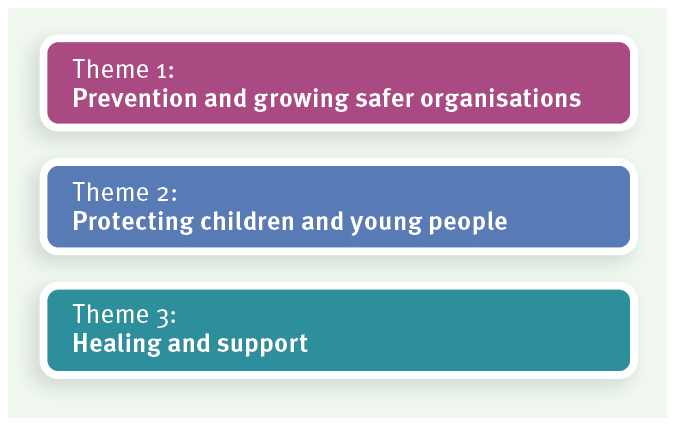 Theme 1:
Prevention and growing safer organisations
Theme 2:
Protecting children and young people
Theme 3:
Healing and support